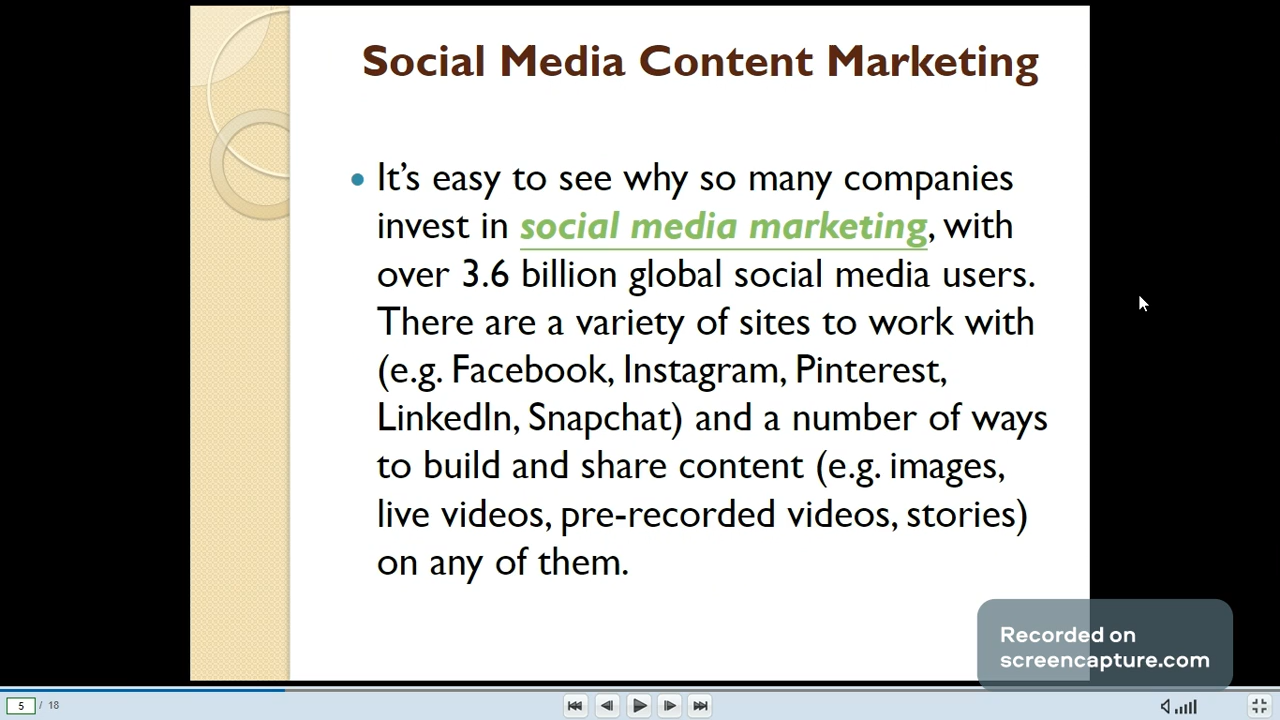 Social Media Content Marketing
• It’s easy to see why so many companies
invest in social media marketing, with
over 3.6 billion global social media users.
There are a variety of sites to work with
(e.g. Facebook, Instagram, Pinterest,
LinkedIn, Snapchat) and a number of ways
to build and share content (e.g. images,
live videos, pre-recorded videos, stories)
on any of them.
Recorded on
screencapture.com
5 / 18